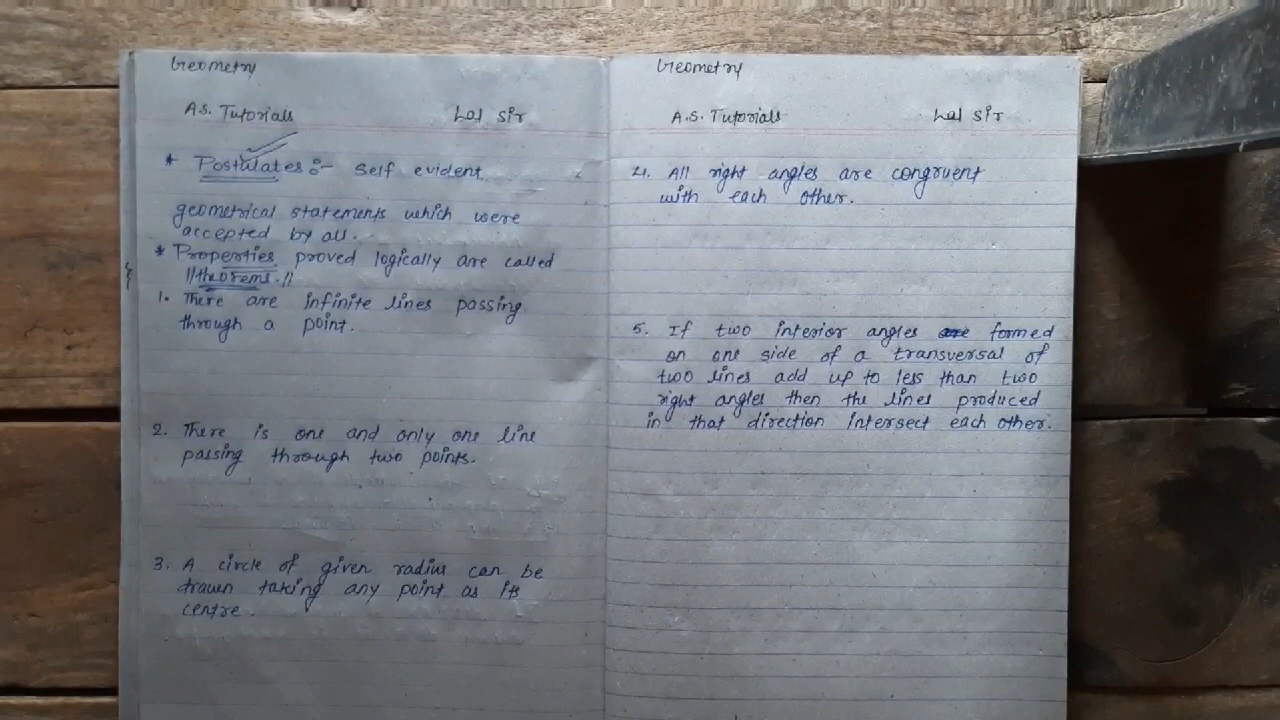 Geometry
A.S. Tutorials Lal Sir
* Postulates :- Self evident
geometrical statements which were
accepted by all.
* Properties proved logically are called
||theorems.||
1. There are infinite lines passing
through a point.
2. There is one and only one line
passing through two points.
3. A circle of given radius can be
drawn taking any point as its
centre.
Geometry
A.S. Tutorials Lal Sir
4. All right angles are congruent
with each other.
5. If two interior angles are formed
on one side of a transversal of
two lines add up to less than two
right angles then the lines produced
in that direction intersect each other.